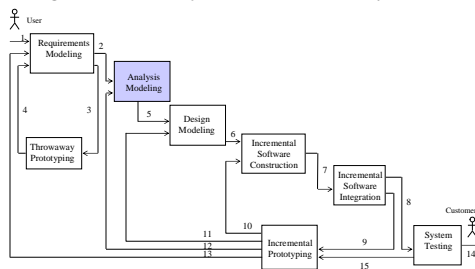 User
1
Requirements
Modeling
2
Analysis
Modeling
4
3
5
Design
Modeling
6
Throwaway
Prototyping
Incremental
Software
Construction
7
Incremental
Software
Integration
8
Customer
10
11
12
13
Incremental
Prototyping
9
15
System
Testing
14